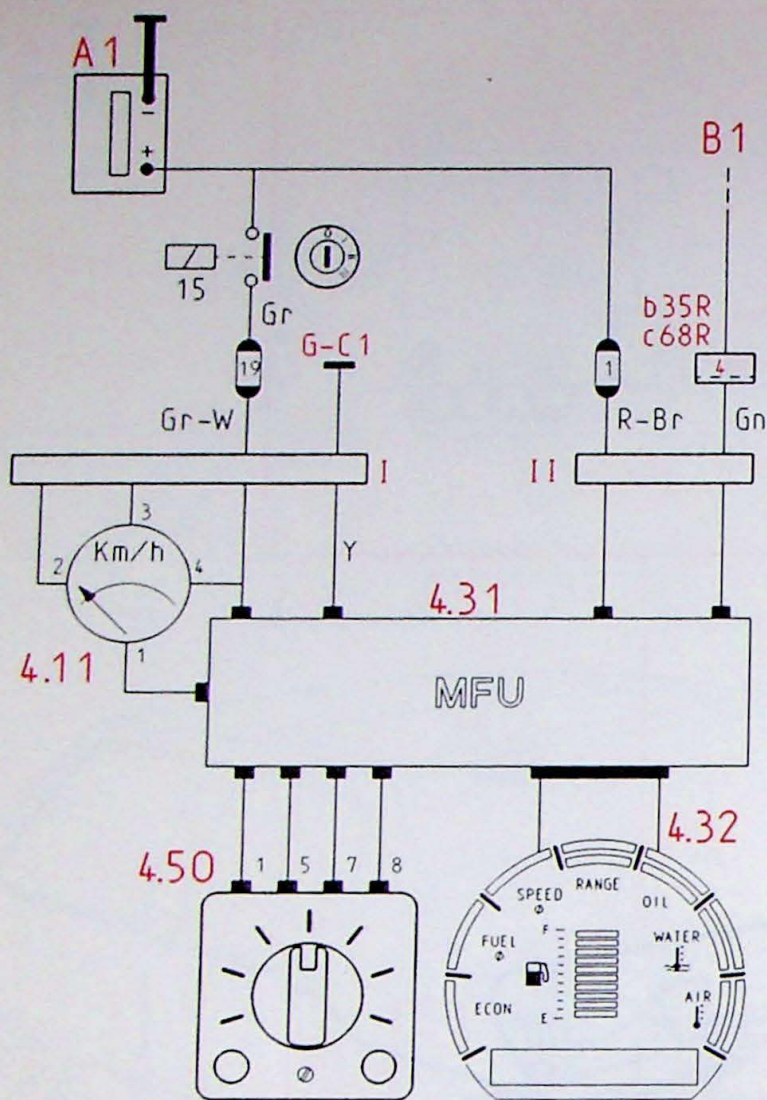 A1
-
+
B1
15
Gr
G-C1
b35R
c68R
19
1
4
Gr-W
R-Br
Gn
I
II
3
Km/h
2
4
Y
4.31
1
4.11
MFU
4.50
1
5
7
8
4.32
RANGE
SPEED
Ø
OIL
F
FUEL
Ø
WATER
AIR
ECON
E